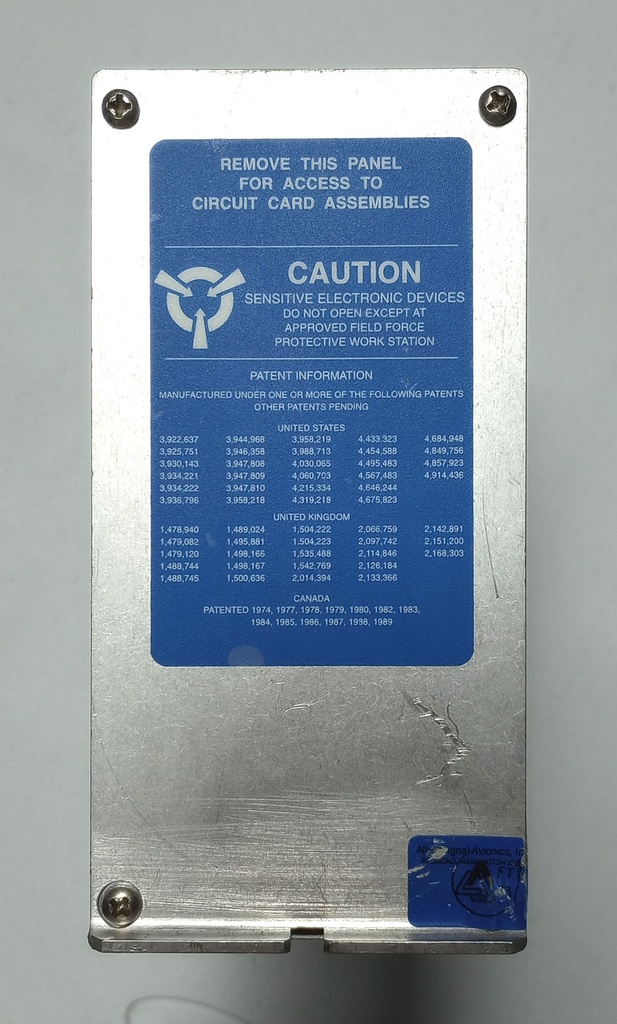 REMOVE THIS PANEL
FOR ACCESS TO
CIRCUIT CARD ASSEMBLIES
CAUTION
SENSITIVE ELECTRONIC DEVICES
DO NOT OPEN EXCEPT AT
APPROVED FIELD FORCE
PROTECTIVE WORK STATION
PATENT INFORMATION
MANUFACTURED UNDER ONE OR MORE OF THE FOLLOWING PATENTS
OTHER PATENTS PENDING
UNITED STATES
3,922,637 3,944,968 3,958,219 4,433,323 4,684,948
3,925,751 3,946,358 3,988,713 4,454,588 4,849,756
3,930,143 3,947,808 4,030,065 4,495,483 4,857,923
3,934,221 3,947,809 4,060,703 4,567,483 4,914,436
3,934,222 3,947,810 4,215,334 4,646,244
3,936,796 3,958,218 4,319,218 4,675,823
UNITED KINGDOM
1,478,940 1,489,024 1,504,222 2,066,759 2,142,891
1,479,082 1,495,881 1,504,223 2,097,742 2,151,200
1,479,120 1,498,166 1,535,488 2,114,846 2,168,303
1,488,744 1,498,167 1,542,769 2,126,184
1,488,745 1,500,636 2,014,394 2,133,366
CANADA
PATENTED 1974, 1977, 1978, 1979, 1980, 1982, 1983,
1984, 1985, 1986, 1987, 1988, 1989
Avionics,
WASHINGTON